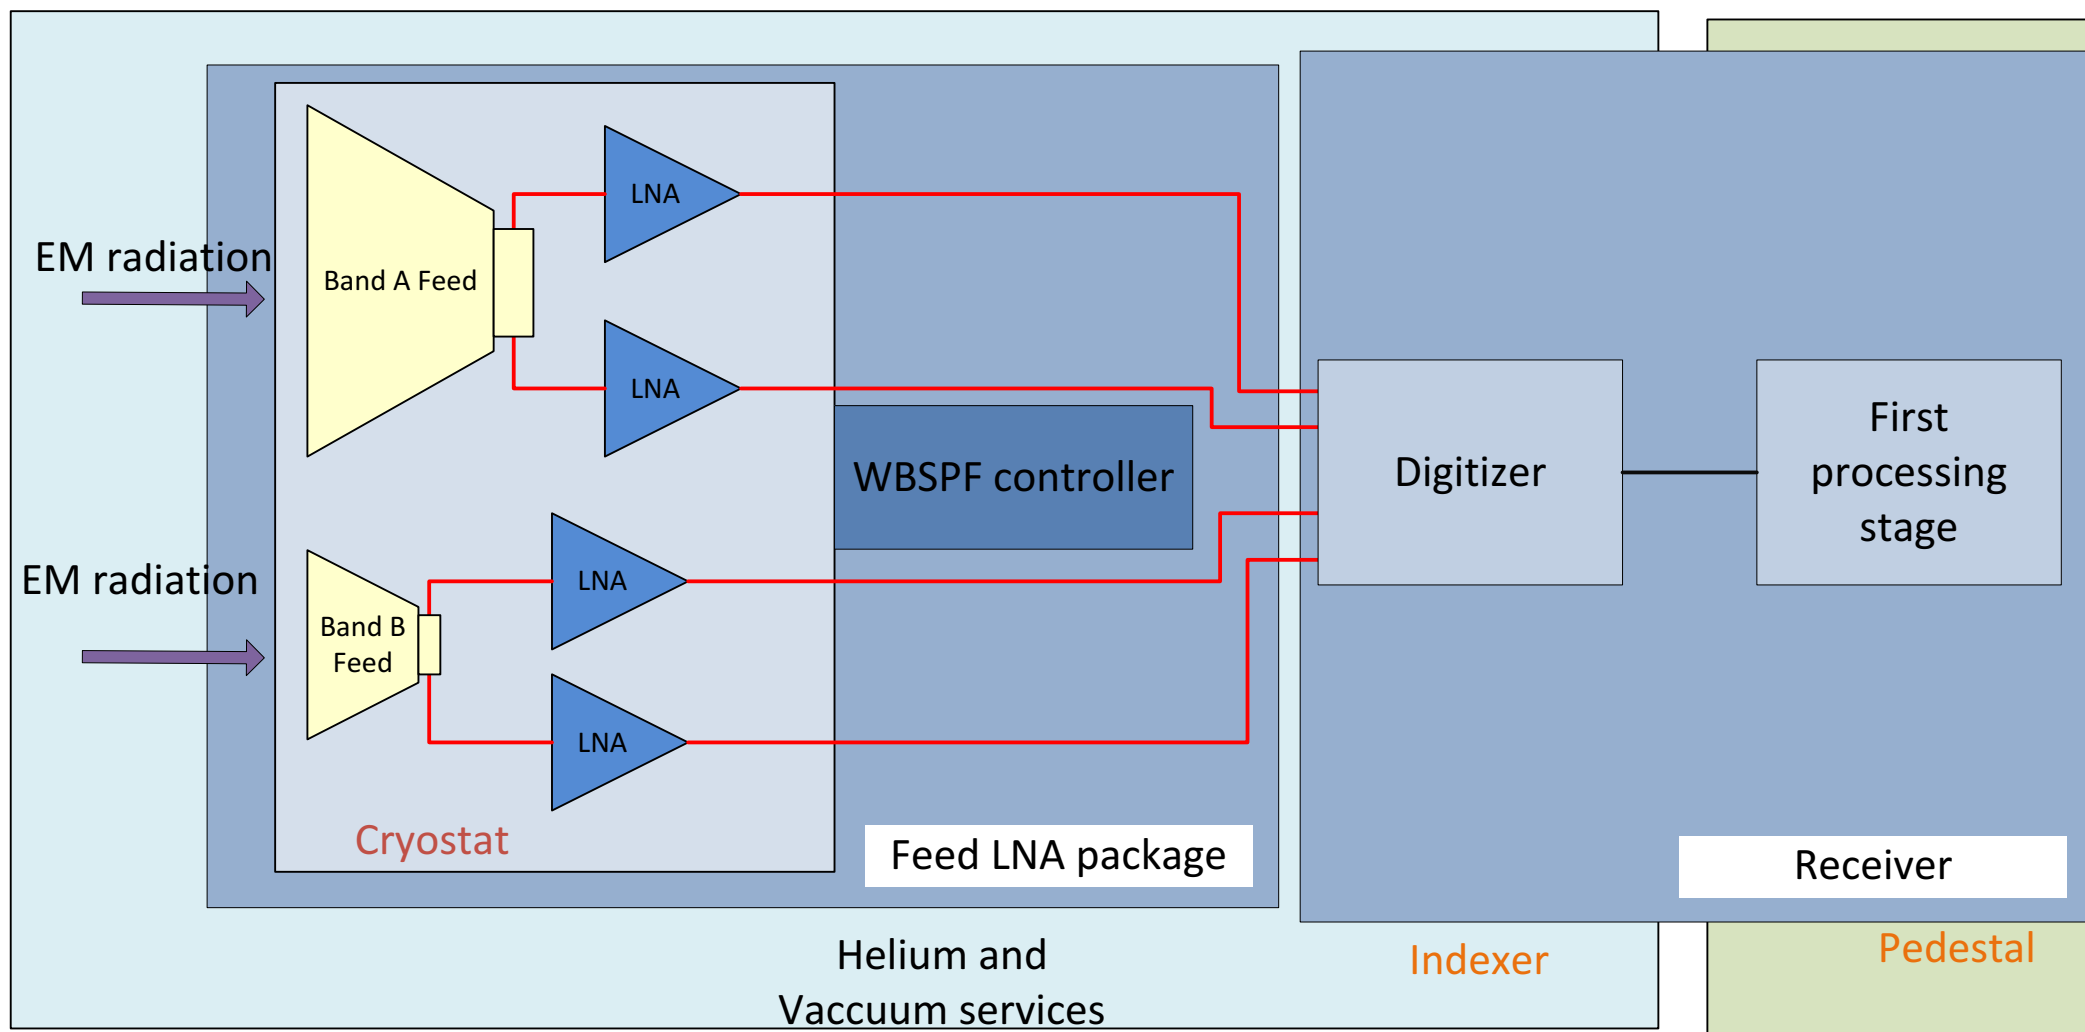 EM radiation
Band A Feed
LNA
LNA
WBSPF controller
Digitizer
First
processing
stage
EM radiation
Band B
Feed
LNA
LNA
Cryostat
Feed LNA package
Receiver
Helium and
Vaccuum services
Indexer
Pedestal